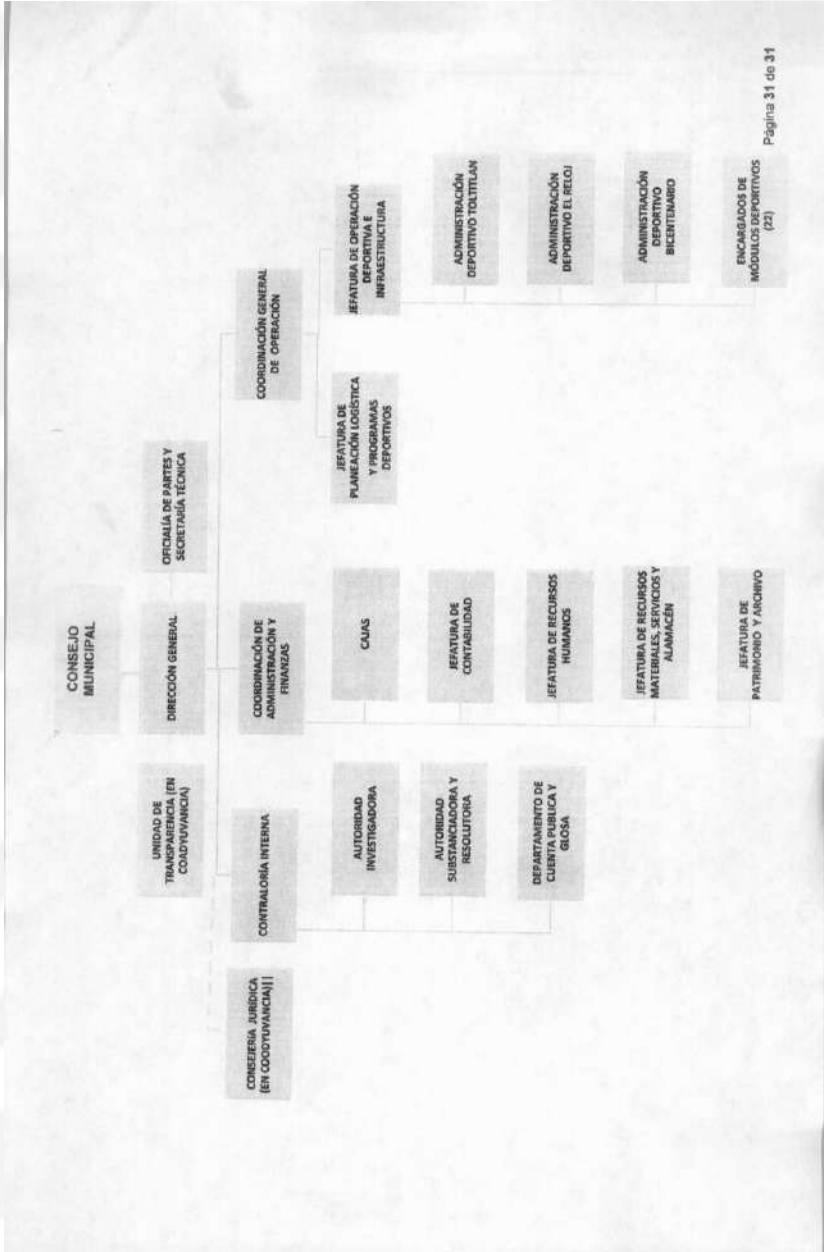 CONSEJO
MUNICIPAL
UNIDAD DE
TRANSPARENCIA (EN
COADYUVANCIA)
DIRECCIÓN GENERAL
OFICIALÍA DE PARTES Y
SECRETARÍA TÉCNICA
CONSEJERÍA JURÍDICA
(EN COODYUVANCIA)||
CONTRALORÍA INTERNA
COORDINACIÓN DE
ADMINISTRACIÓN Y
FINANZAS
COORDINACIÓN GENERAL
DE OPERACIÓN
AUTORIDAD
INVESTIGADORA
AUTORIDAD
SUBSTANCIADORA Y
RESOLUTORA
DEPARTAMENTO DE
CUENTA PUBLICA Y
GLOSA
CAJAS
JEFATURA DE
CONTABILIDAD
JEFATURA DE RECURSOS
HUMANOS
JEFATURA DE RECURSOS
MATERIALES, SERVICIOS Y
ALAMACÉN
JEFATURA DE
PATRIMONIO Y ARCHIVO
JEFATURA DE
PLANEACIÓN LOGÍSTICA
Y PROGRAMAS
DEPORTIVOS
JEFATURA DE OPERACIÓN
DEPORTIVA E
INFRAESTRUCTURA
ADMINISTRACIÓN
DEPORTIVO TOLTITLAN
ADMINISTRACIÓN
DEPORTIVO EL RELOJ
ADMINISTRACIÓN
DEPORTIVO
BICENTENARIO
ENCARGADOS DE
MÓDULOS DEPORTIVOS
(22)
Página 31 de 31